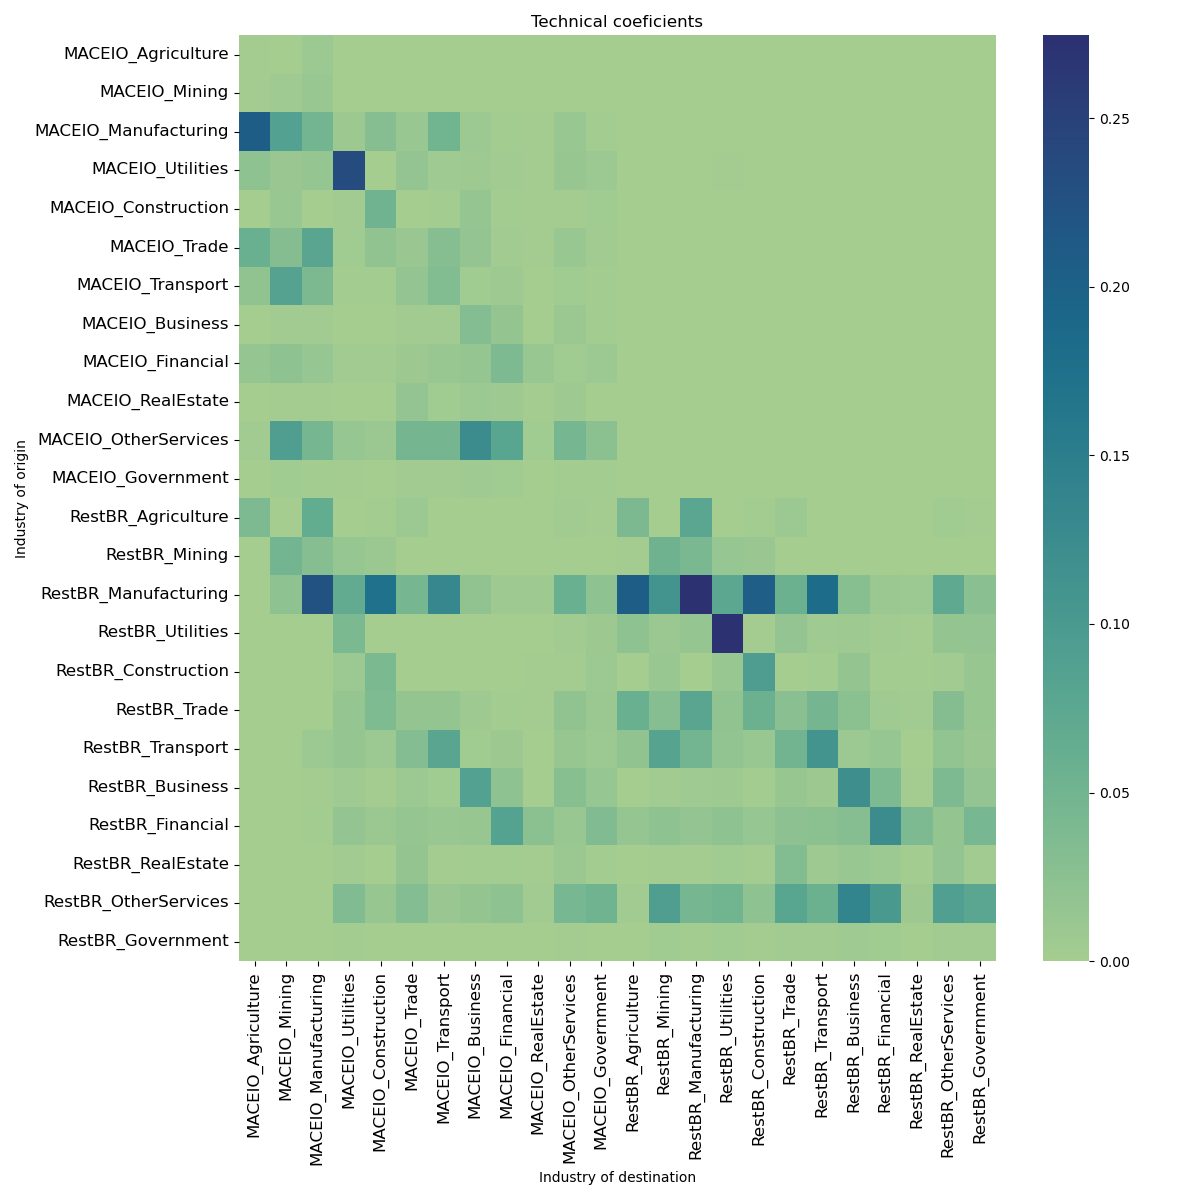 Technical coeficients
Industry of origin
MACEIO_Agriculture
MACEIO_Mining
MACEIO_Manufacturing
MACEIO_Utilities
MACEIO_Construction
MACEIO_Trade
MACEIO_Transport
MACEIO_Business
MACEIO_Financial
MACEIO_RealEstate
MACEIO_OtherServices
MACEIO_Government
RestBR_Agriculture
RestBR_Mining
RestBR_Manufacturing
RestBR_Utilities
RestBR_Construction
RestBR_Trade
RestBR_Transport
RestBR_Business
RestBR_Financial
RestBR_RealEstate
RestBR_OtherServices
RestBR_Government
MACEIO_Agriculture
MACEIO_Mining
MACEIO_Manufacturing
MACEIO_Utilities
MACEIO_Construction
MACEIO_Trade
MACEIO_Transport
MACEIO_Business
MACEIO_Financial
MACEIO_RealEstate
MACEIO_OtherServices
MACEIO_Government
RestBR_Agriculture
RestBR_Mining
RestBR_Manufacturing
RestBR_Utilities
RestBR_Construction
RestBR_Trade
RestBR_Transport
RestBR_Business
RestBR_Financial
RestBR_RealEstate
RestBR_OtherServices
RestBR_Government
Industry of destination
0.25
0.20
0.15
0.10
0.05
0.00